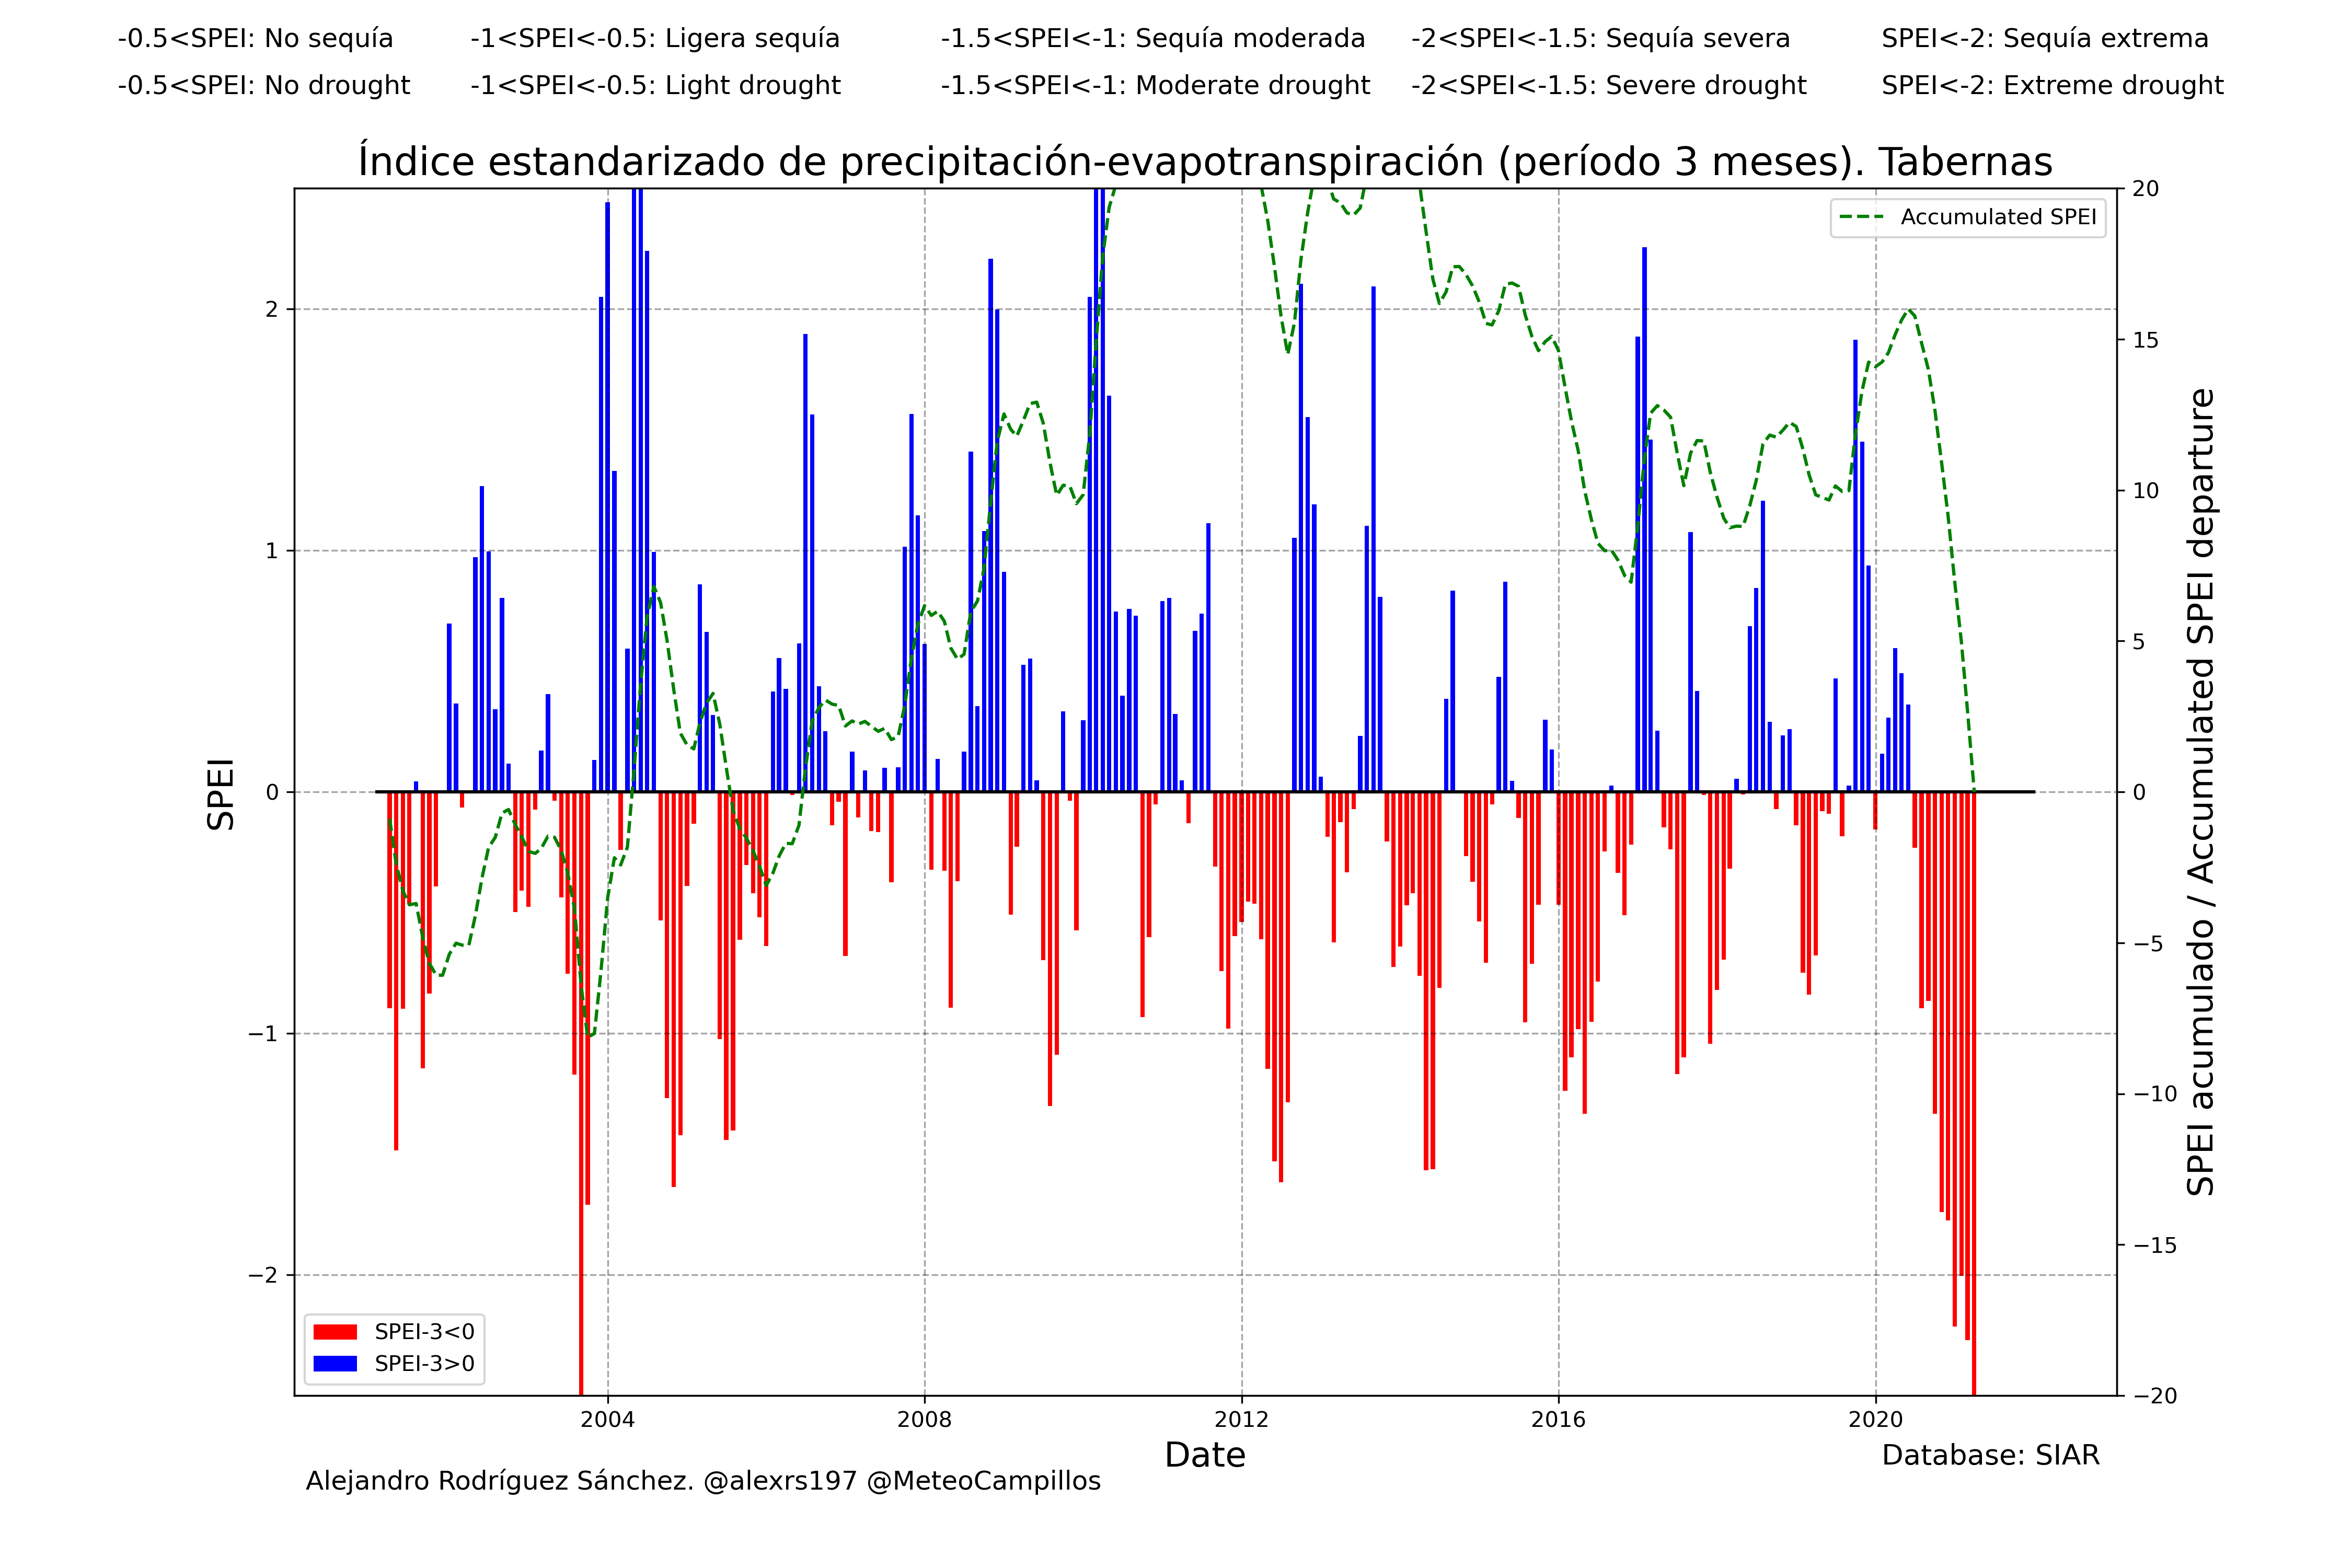 -0.5<SPEI: No sequía -1<SPEI<-0.5: Ligera sequía -1.5<SPEI<-1: Sequía moderada -2<SPEI<-1.5: Sequía severa SPEI<-2: Sequía extrema
-0.5<SPEI: No drought -1<SPEI<-0.5: Light drought -1.5<SPEI<-1: Moderate drought -2<SPEI<-1.5: Severe drought SPEI<-2: Extreme drought
Índice estandarizado de precipitación-evapotranspiración (período 3 meses). Tabernas
Accumulated SPEI
SPEI
2
1
0
−1
−2
20
15
10
5
0
−5
−10
−15
−20
SPEI acumulado / Accumulated SPEI departure
SPEI-3<0
SPEI-3>0
2004 2008 2012 2016 2020
Date
Database: SIAR
Alejandro Rodríguez Sánchez. @alexrs197 @MeteoCampillos